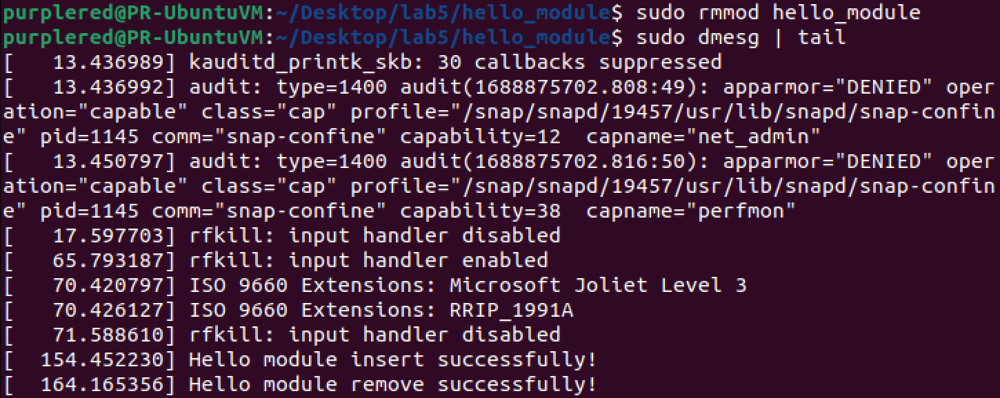 purplered@PR-UbuntuVM:~/Desktop/lab5/hello_module$ sudo rmmod hello_module
purplered@PR-UbuntuVM:~/Desktop/lab5/hello_module$ sudo dmesg | tail
[   13.436989] kauditd_printk_skb: 30 callbacks suppressed
[   13.436992] audit: type=1400 audit(1688875702.808:49): apparmor="DENIED" oper
ation="capable" class="cap" profile="/snap/snapd/19457/usr/lib/snapd/snap-confin
e" pid=1145 comm="snap-confine" capability=12  capname="net_admin"
[   13.450797] audit: type=1400 audit(1688875702.816:50): apparmor="DENIED" oper
ation="capable" class="cap" profile="/snap/snapd/19457/usr/lib/snapd/snap-confin
e" pid=1145 comm="snap-confine" capability=38  capname="perfmon"
[   17.597703] rfkill: input handler disabled
[   65.793187] rfkill: input handler enabled
[   70.420797] ISO 9660 Extensions: Microsoft Joliet Level 3
[   70.426127] ISO 9660 Extensions: RRIP_1991A
[   71.588610] rfkill: input handler disabled
[  154.452230] Hello module insert successfully!
[  164.165356] Hello module remove successfully!